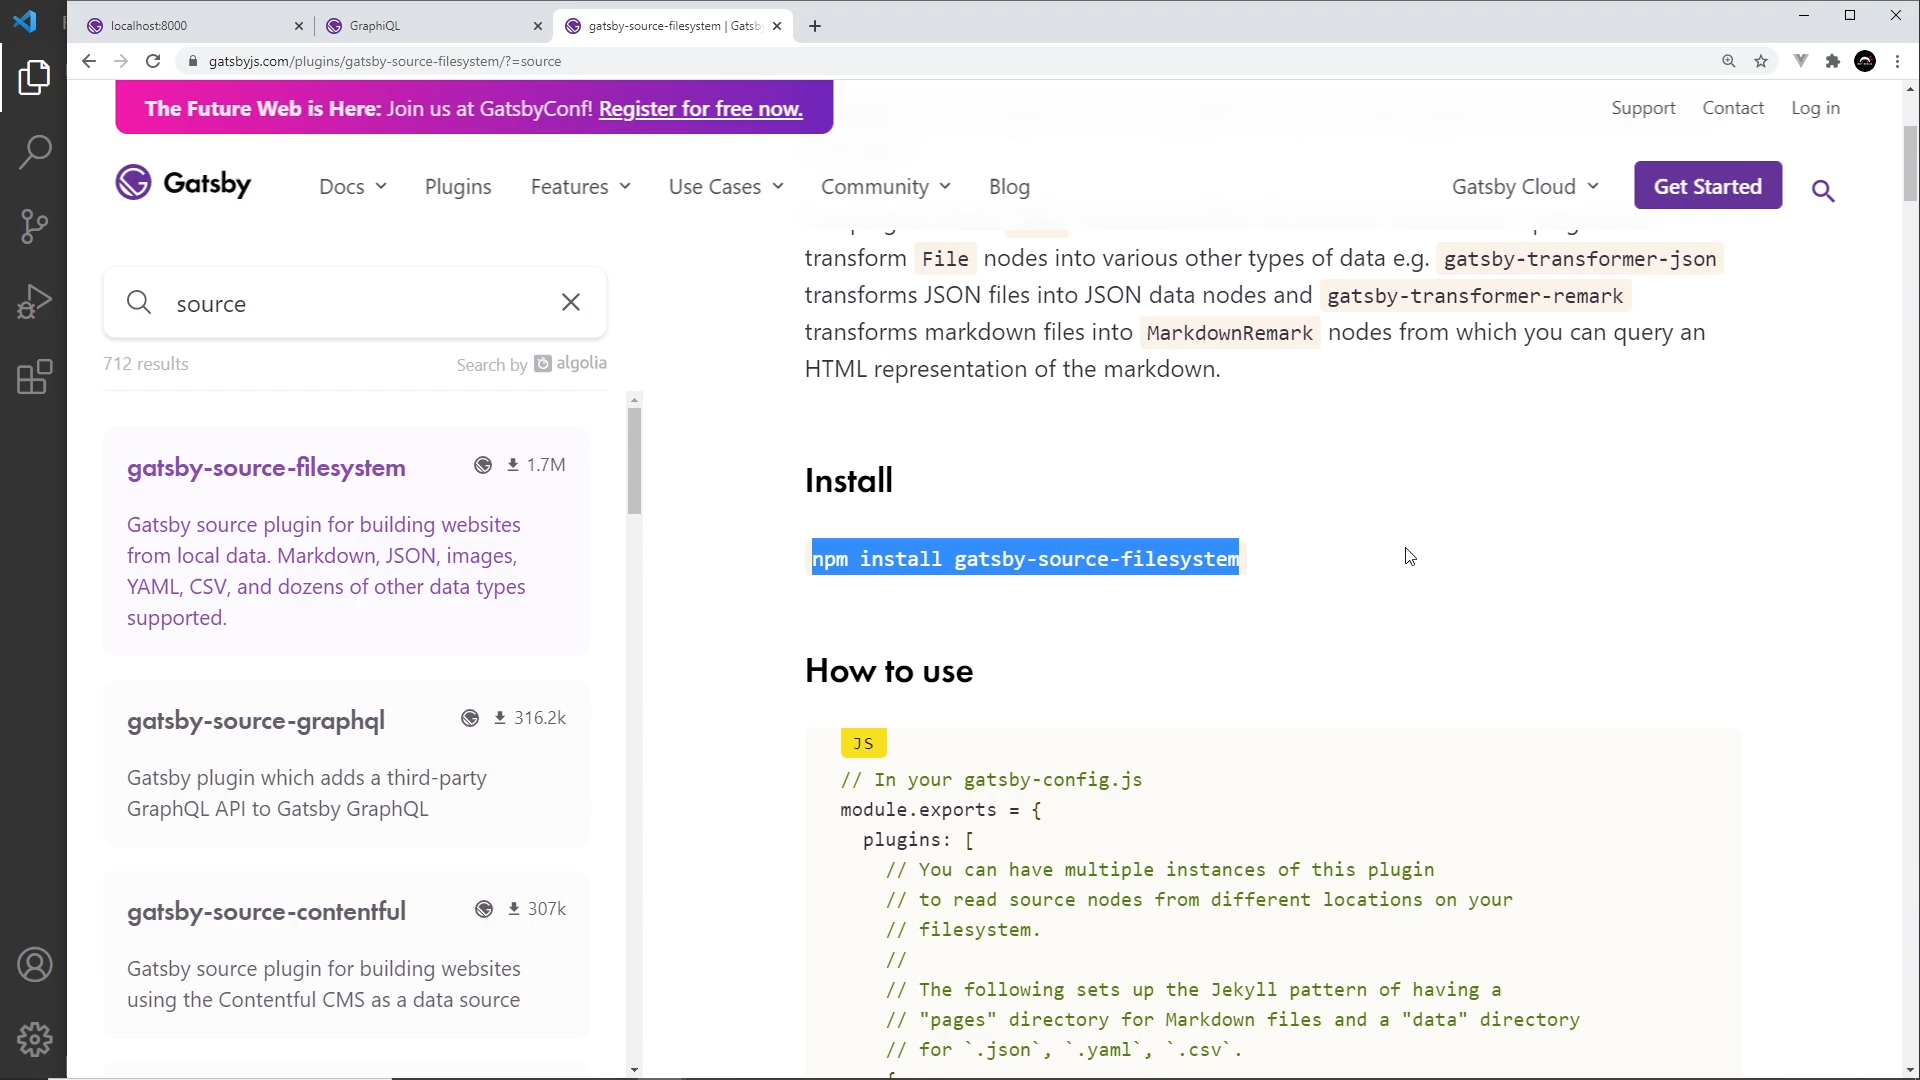 localhost:8000
GraphiQL
gatsby-source-filesystem | Gatsb
gatsbyjs.com/plugins/gatsby-source-filesystem/?=source
The Future Web is Here: Join us at GatsbyConf! Register for free now.
Support Contact Log in
Gatsby Docs Plugins Features Use Cases Community Blog Gatsby Cloud Get Started
source
712 results Search by algolia
gatsby-source-filesystem 1.7M
Gatsby source plugin for building websites
from local data. Markdown, JSON, images,
YAML, CSV, and dozens of other data types
supported.
gatsby-source-graphql 316.2k
Gatsby plugin which adds a third-party
GraphQL API to Gatsby GraphQL
gatsby-source-contentful 307k
Gatsby source plugin for building websites
using the Contentful CMS as a data source
transform File nodes into various other types of data e.g. gatsby-transformer-json
transforms JSON files into JSON data nodes and gatsby-transformer-remark
transforms markdown files into MarkdownRemark nodes from which you can query an
HTML representation of the markdown.
Install
npm install gatsby-source-filesystem
How to use
JS
// In your gatsby-config.js
module.exports = {
plugins: [
// You can have multiple instances of this plugin
// to read source nodes from different locations on your
// filesystem.
//
// The following sets up the Jekyll pattern of having a
// "pages" directory for Markdown files and a "data" directory
// for `.json`, `.yaml`, `.csv`.